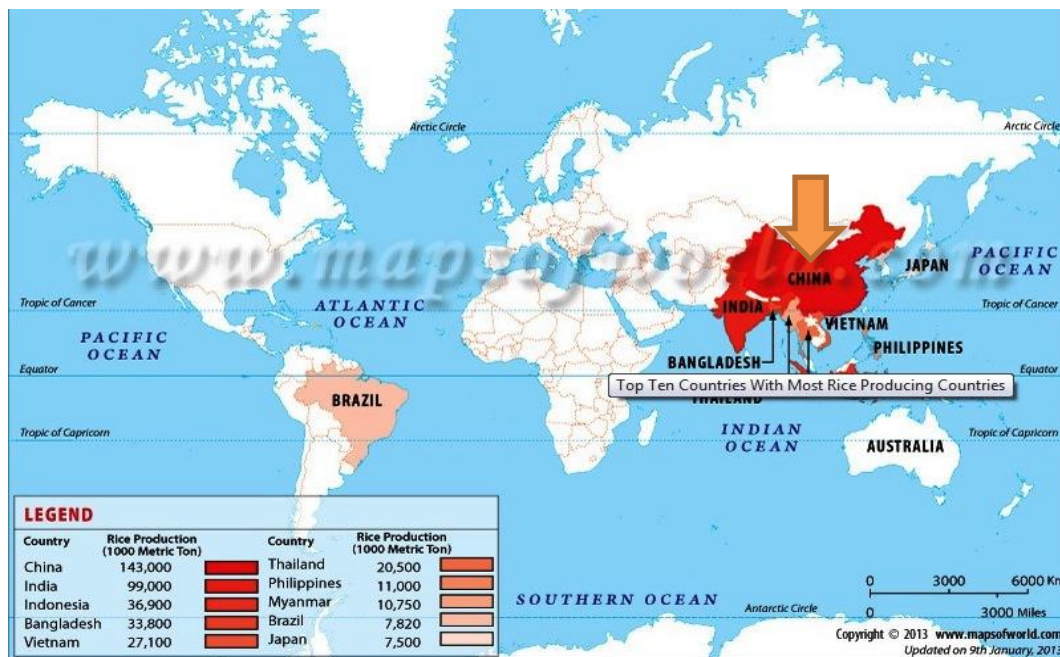 Arctic Circle
Arctic Circle
www.mapsofworld.com
PACIFIC
OCEAN
JAPAN
CHINA
Tropic of Cancer
ATLANTIC
OCEAN
INDIA
Tropic of Cancer
VIETNAM
PACIFIC
OCEAN
BANGLADESH
PHILIPPINES
Equator
Equator
Top Ten Countries With Most Rice Producing Countries
BRAZIL
THAILAND
INDIAN
OCEAN
Tropic of Capricorn
Tropic of Capricorn
AUSTRALIA
LEGEND
Country Rice Production (1000 Metric Ton) Country Rice Production (1000 Metric Ton)
China 143,000 Thailand 20,500
India 99,000 Philippines 11,000
Indonesia 36,900 Myanmar 10,750
Bangladesh 33,800 Brazil 7,820
Vietnam 27,100 Japan 7,500
SOUTHERN OCEAN
Antarctic Circle
0 3000 6000 Km
0 3000 Miles
Copyright © 2013 www.mapsofworld.com
Updated on 9th January, 2013